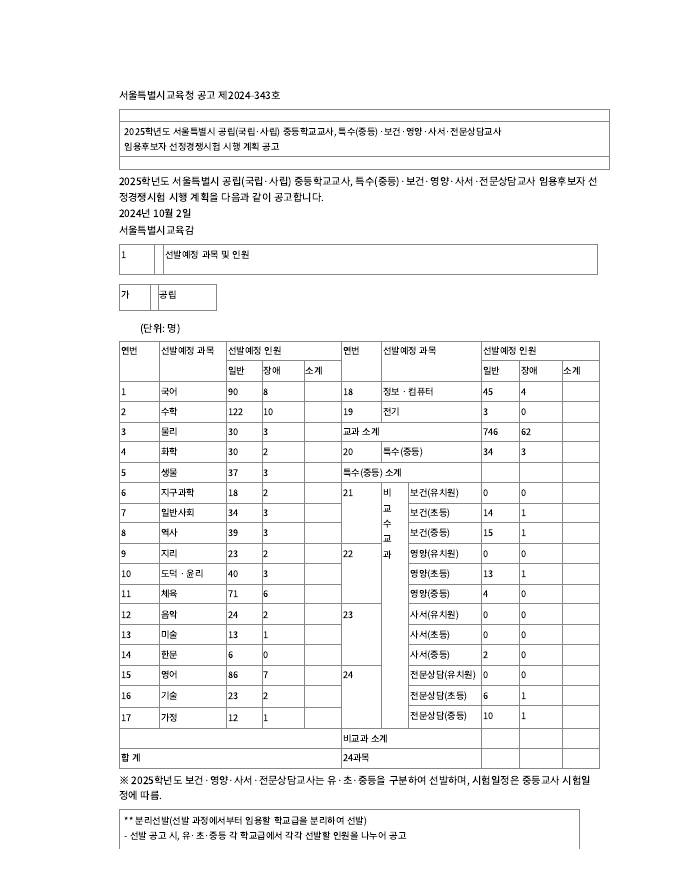 서울특별시교육청 공고 제2024-343호
2025학년도 서울특별시 공립(국립·사립) 중등학교교사, 특수(중등)·보건·영양·사서·전문상담교사
임용후보자 선정경쟁시험 시행 계획 공고
2025학년도 서울특별시 공립(국립·사립) 중등학교교사, 특수(중등)·보건·영양·사서·전문상담교사 임용후보자 선
정경쟁시험 시행 계획을 다음과 같이 공고합니다.
2024년 10월 2일
서울특별시교육감
1 선발예정 과목 및 인원
가 공립
(단위: 명)
연번 선발예정 과목 선발예정 인원 연번 선발예정 과목 선발예정 인원
일반 장애 소계 일반 장애 소계
1 국어 90 8 18 정보·컴퓨터 45 4
2 수학 122 10 19 전기 3 0
3 물리 30 3 교과 소계 746 62
4 화학 30 2 20 특수(중등) 34 3
5 생물 37 3 특수(중등) 소계
6 지구과학 18 2 21 비 보건(유치원) 0 0
7 일반사회 34 3 교 보건(초등) 14 1
8 역사 39 3 수 교 보건(중등) 15 1
9 지리 23 2 22 과 영양(유치원) 0 0
10 도덕·윤리 40 3 영양(초등) 13 1
11 체육 71 6 영양(중등) 4 0
12 음악 24 2 23 사서(유치원) 0 0
13 미술 13 1 사서(초등) 0 0
14 한문 6 0 사서(중등) 2 0
15 영어 86 7 24 전문상담(유치원) 0 0
16 기술 23 2 전문상담(초등) 6 1
17 가정 12 1 전문상담(중등) 10 1
비교과 소계
합 계 24과목
※ 2025학년도 보건·영양·사서·전문상담교사는 유·초·중등을 구분하여 선발하며, 시험일정은 중등교사 시험일
정에 따름.
** 분리선발(선발 과정에서부터 임용할 학교급을 분리하여 선발)
- 선발 공고 시, 유·초·중등 각 학교급에서 각각 선발할 인원을 나누어 공고